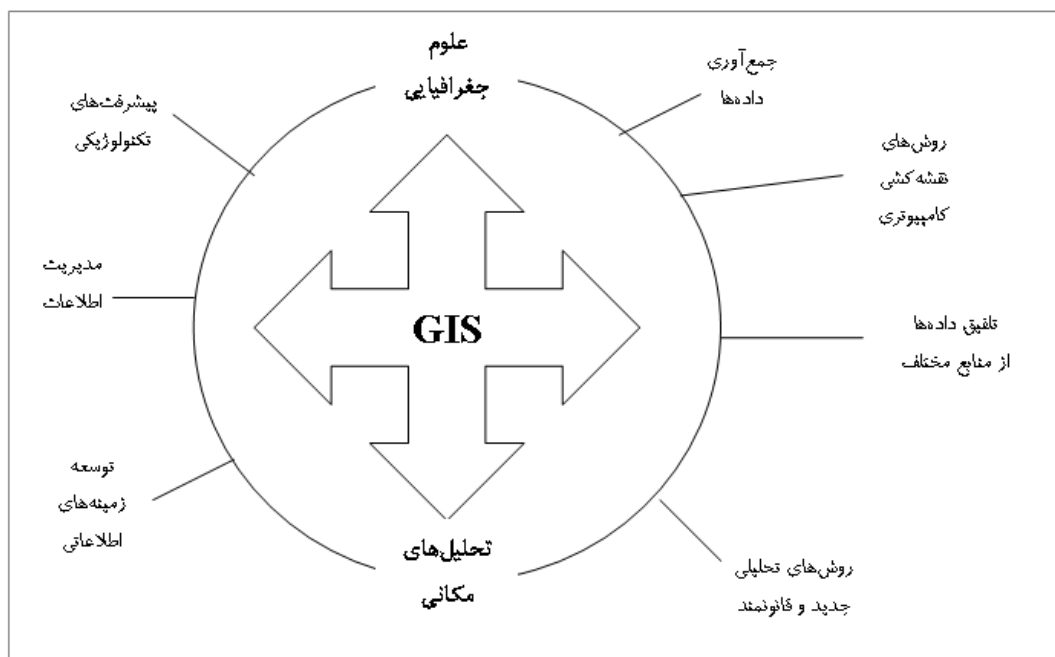 علوم
جغرافیایی
جمع‌آوری
داده‌ها
پیشرفت‌های
تکنولوژیکی
روش‌های
نقشه‌کشی
کامپیوتری
مدیریت
اطلاعات
GIS
تلفیق داده‌ها
از منابع مختلف
توسعه
زمینه‌های
اطلاعاتی
تحلیل‌های
مکانی
روش‌های تحلیلی
جدید و قانونمند